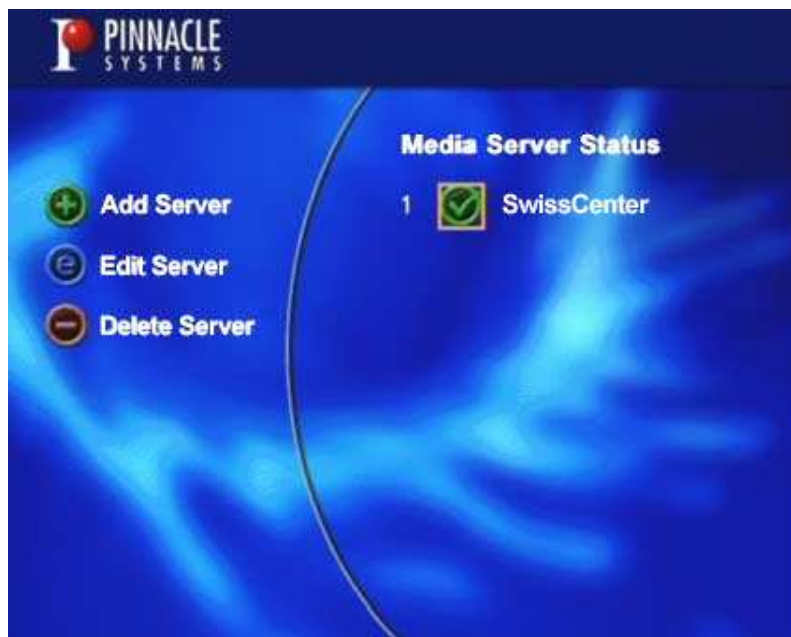 PINNACLE
SYSTEMS
Media Server Status
Add Server
Edit Server
Delete Server
1 SwissCenter